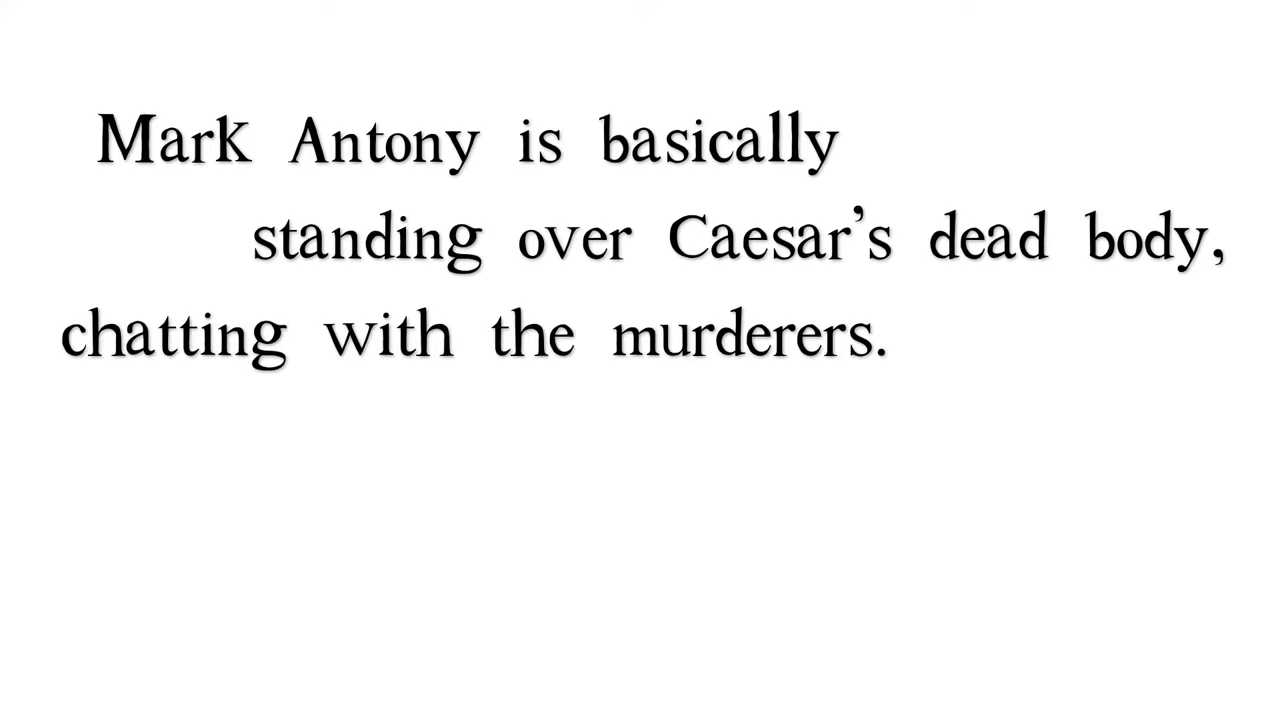 Mark Antony is basically
standing over Caesar's dead body,
chatting with the murderers.